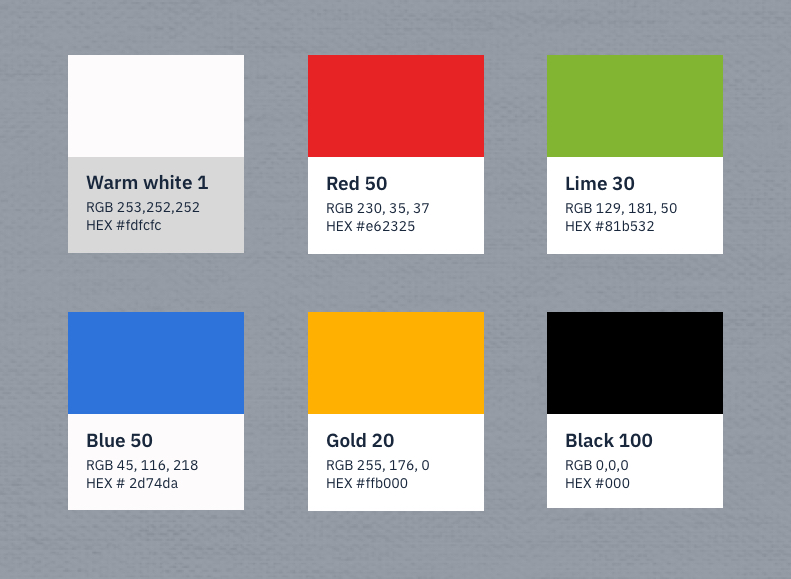 Warm white 1
RGB 253,252,252
HEX #fdfcfc
Red 50
RGB 230, 35, 37
HEX #e62325
Lime 30
RGB 129, 181, 50
HEX #81b532
Blue 50
RGB 45, 116, 218
HEX # 2d74da
Gold 20
RGB 255, 176, 0
HEX #ffb000
Black 100
RGB 0,0,0
HEX #000